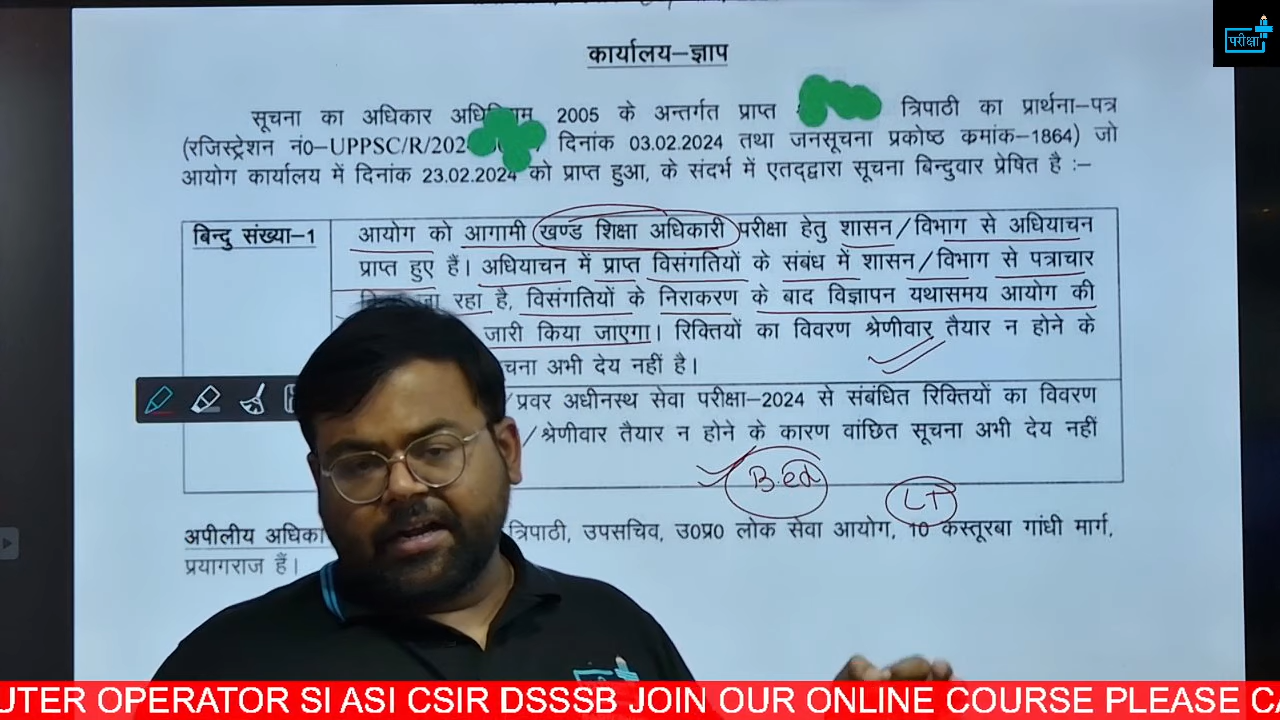 परीक्षा
कार्यालय–ज्ञाप
सूचना का अधिकार अधिनियम 2005 के अन्तर्गत प्राप्त त्रिपाठी का प्रार्थना–पत्र
(रजिस्ट्रेशन नं0–UPPSC/R/202 दिनांक 03.02.2024 तथा जनसूचना प्रकोष्ठ क्रमांक–1864) जो
आयोग कार्यालय में दिनांक 23.02.2024 को प्राप्त हुआ, के संदर्भ में एतद्द्वारा सूचना बिन्दुवार प्रेषित है :–
बिन्दु संख्या–1
आयोग को आगामी खण्ड शिक्षा अधिकारी परीक्षा हेतु शासन/विभाग से अधियाचन
प्राप्त हुए हैं। अधियाचन में प्राप्त विसंगतियों के संबंध में शासन/विभाग से पत्राचार
जा रहा है, विसंगतियों के निराकरण के बाद विज्ञापन यथासमय आयोग की
जारी किया जाएगा। रिक्तियों का विवरण श्रेणीवार तैयार न होने के
अभी देय नहीं है।
/प्रवर अधीनस्थ सेवा परीक्षा–2024 से संबंधित रिक्तियों का विवरण
/श्रेणीवार तैयार न होने के कारण वांछित सूचना अभी देय नहीं
B.ed
LT
अपीलीय त्रिपाठी, उपसचिव, उ0प्र0 लोक सेवा आयोग, 10 कस्तूरबा गांधी मार्ग,
प्रयागराज हैं।
UTER OPERATOR SI ASI CSIR DSSSB JOIN OUR ONLINE COURSE PLEASE CA